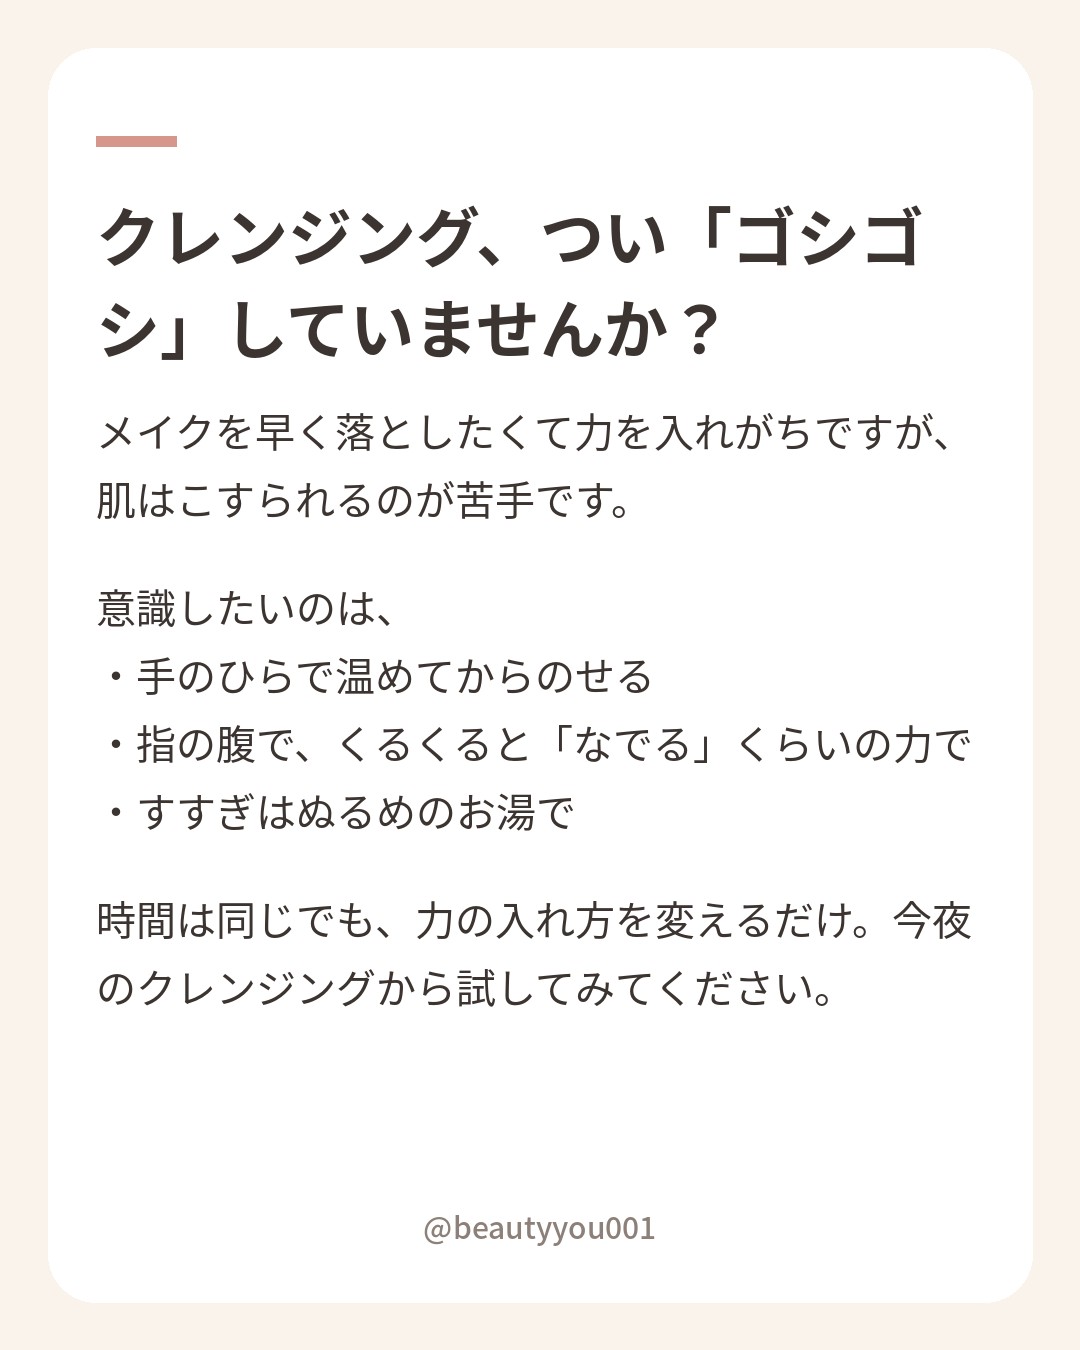 クレンジング、つい「ゴシゴ
シ」していませんか？
メイクを早く落としたくて力を入れがちですが、
肌はこすられるのが苦手です。
意識したいのは、
・手のひらで温めてからのせる
・指の腹で、くるくると「なでる」くらいの力で
・すすぎはぬるめのお湯で
時間は同じでも、力の入れ方を変えるだけ。今夜
のクレンジングから試してみてください。
@beautyyou001